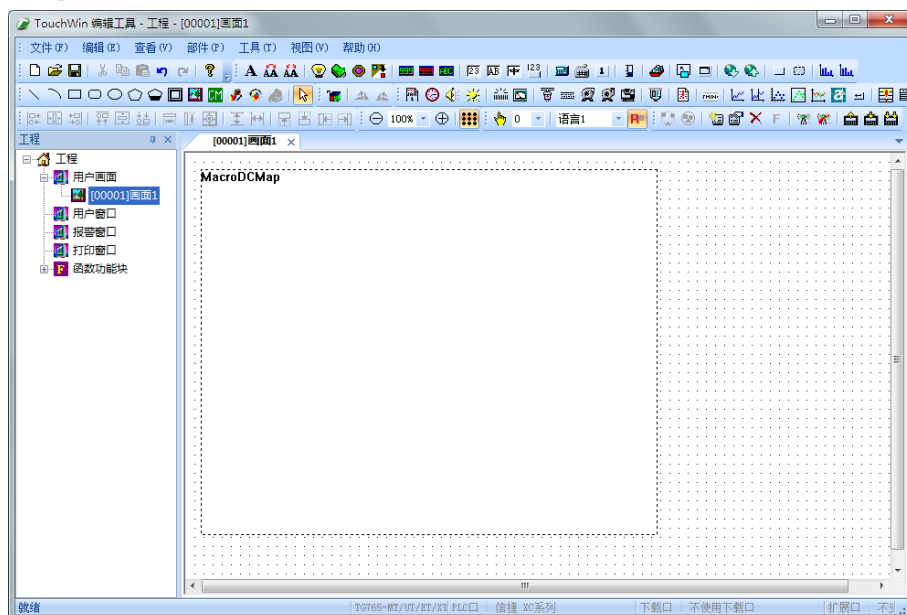 TouchWin 编辑工具 - 工程 - [00001]画面1
文件(F) 编辑(E) 查看(V) 部件(P) 工具(T) 视图(V) 帮助(H)
100% 0 语言1
工程
[00001]画面1
工程
用户画面
[00001]画面1
用户窗口
报警窗口
打印窗口
函数功能块
MacroDCMap
就绪
TG765-MT/UT/ET/XT PLC口 : 信捷 XC系列 下载口 : 不使用下载口 扩展口 :